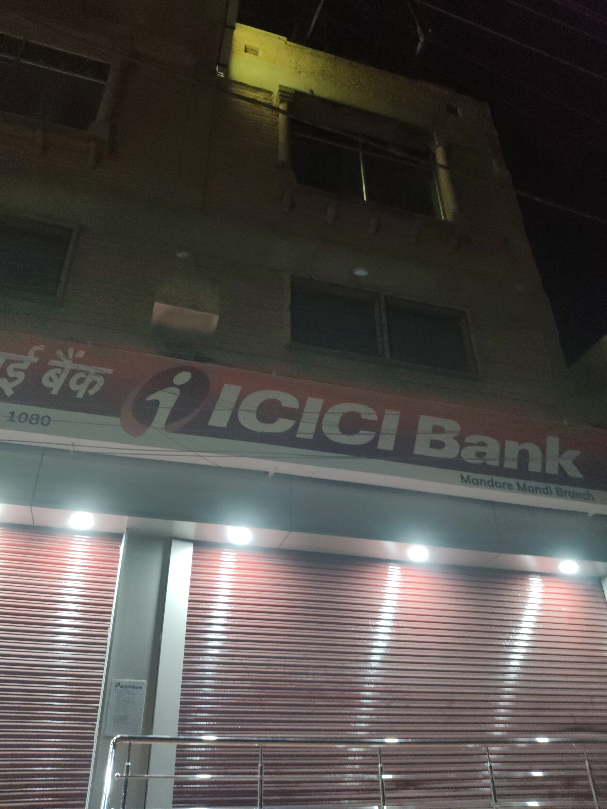 ई बैंक
ICICI Bank
1080
Mandore Mandi Branch